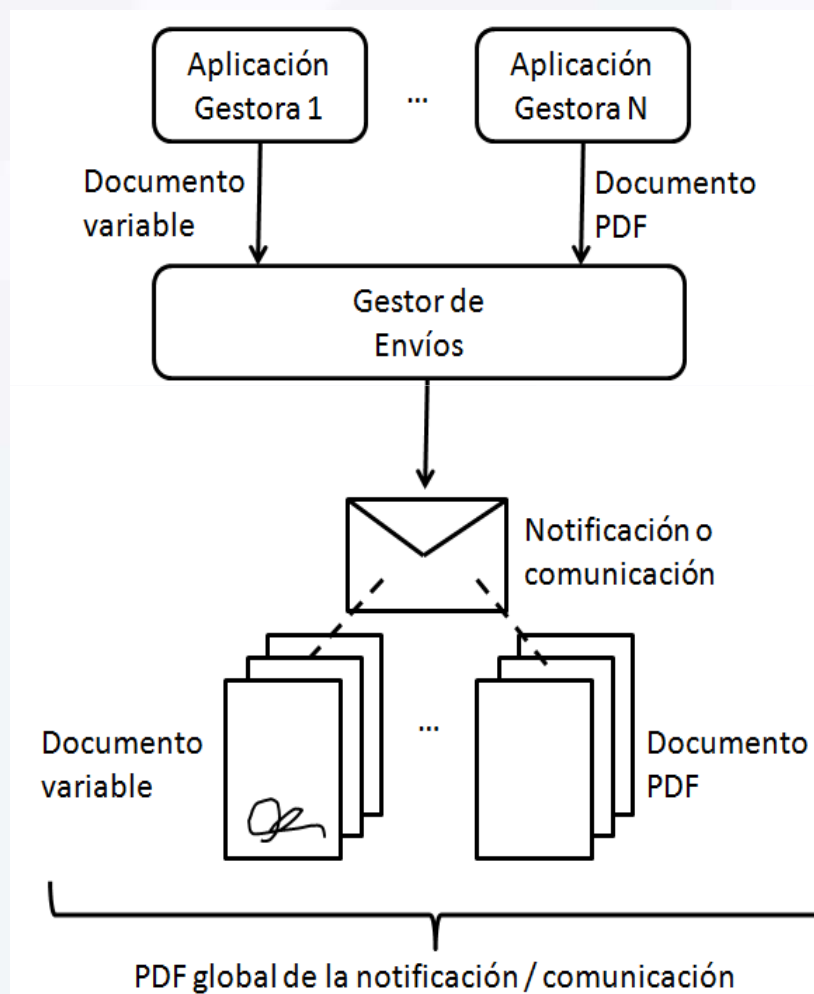 Aplicación
Gestora 1
...
Aplicación
Gestora N
Documento
variable
Documento
PDF
Gestor de
Envíos
Notificación o
comunicación
Documento
variable
...
Documento
PDF
PDF global de la notificación / comunicación